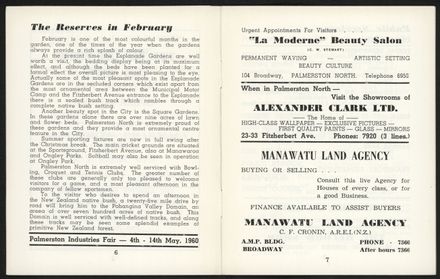 The Reserves in February
February is one of the most colourful months in the
garden, one of the times of the year when the gardens
always provide a rich splash of colour.
At the present time the Esplanade Gardens are well
worth a visit, the bedding display being at its maximum
effect, and although the beds have been planted for a
formal effect the overall picture is most pleasing to the eye.
Actually some of the most pleasant spots in the Esplanade
Gardens are in the secluded corners which exist apart from
the most ornamental area between the Municipal Motor
Camp and the Fitzherbert Avenue entrance to the Esplanade
there is a sealed bush track which rambles through a
complete native bush setting.
Another beauty spot in the City is the Square Gardens.
In these gardens alone there are over nine acres of lawn
and flower beds. Palmerston North is extremely proud of
these gardens and they provide a most ornamental centre
feature in the City.
Summer sporting fixtures are now in full swing after
the Christmas break. The main cricket grounds are situated
at the Sportsground, Fitzherbert Avenue, also at Manawaroa
and Ongley Parks. Softball may also be seen in operation
at Ongley Park.
Palmerston North is extremely well serviced with Bowl-
ing, Croquet and Tennis Clubs. The greater number of
these clubs are generally only too pleased to welcome
visitors for a game, and a most pleasant afternoon in the
company of fellow sportsmen.
To the visitor who desires to spend an afternoon in
the New Zealand native bush, a twenty-five mile drive by
car will bring him to the Pohangina Valley Domain, an
area of over seven hundred acres of native bush. This
Domain is well serviced with well-defined tracks, and along
these tracks may be seen some splendid examples of
primitive New Zealand forest.
Palmerston Industries Fair — 4th - 14th May. 1960
6
Urgent Appointments For Visitors
"La Moderne" Beauty Salon
(C. W. STEWART)
PERMANENT WAVING - ARTISTIC SETTING
BEAUTY CULTURE
104 Broadway, PALMERSTON NORTH. Telephone 6950
When in Palmerston North—
Visit the Showrooms of
ALEXANDER CLARK LTD.
— The Home of —
HIGH-CLASS WALLPAPER — EXCLUSIVE PICTURES —
FIRST QUALITY PAINTS — GLASS — MIRRORS
23-33 Fitzherbert Ave. Phones: 7920 (3 lines)
MANAWATU LAND AGENCY
BUYING OR SELLING . . .
Consult this live Agency for
Houses of every class, or for
a good Business.
FINANCE AVAILABLE TO ASSIST BUYERS
MANAWATU LAND AGENCY
C. F. CRONIN, A.R.E.I.(N.Z.)
A.M.P. BLDG. PHONE - 7366
BROADWAY After hours 7366
7